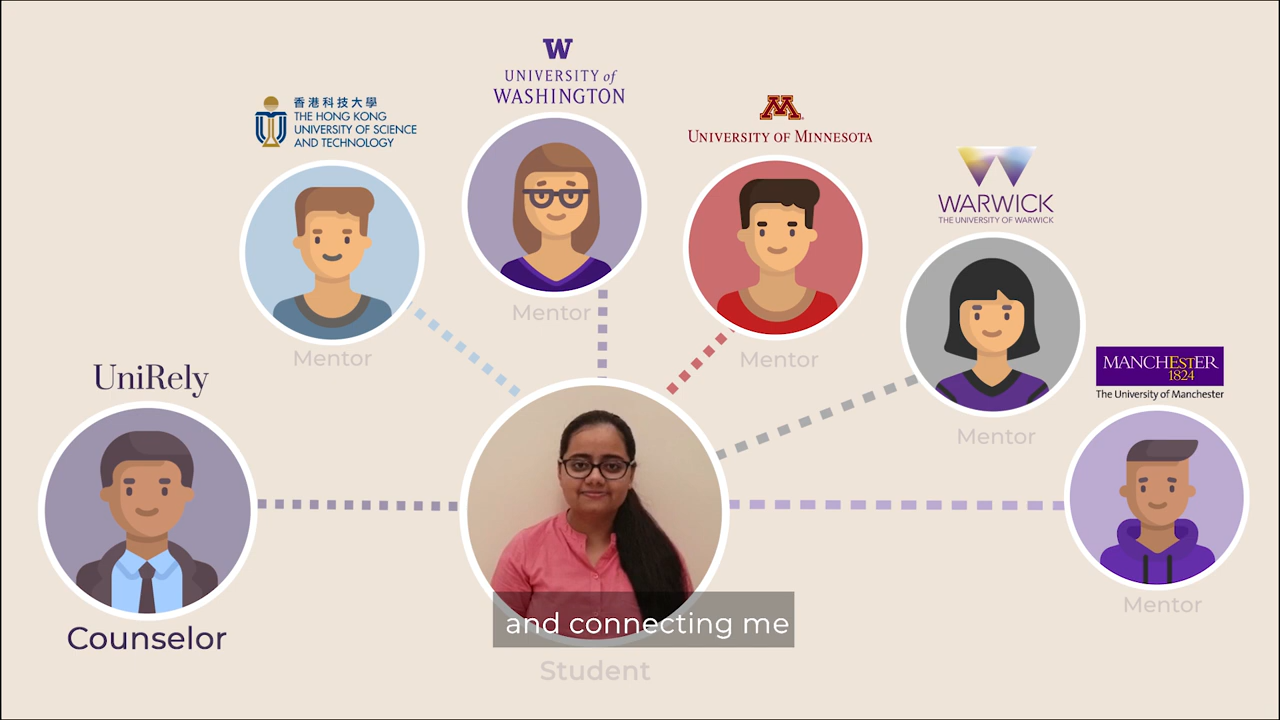 W
UNIVERSITY of
WASHINGTON
香港科技大學
THE HONG KONG
UNIVERSITY OF SCIENCE
AND TECHNOLOGY
M
UNIVERSITY OF MINNESOTA
WARWICK
THE UNIVERSITY OF WARWICK
Mentor
Mentor
Mentor
Mentor
MANCHESTER
1824
The University of Manchester
Mentor
UniRely
Counselor
and connecting me
Student